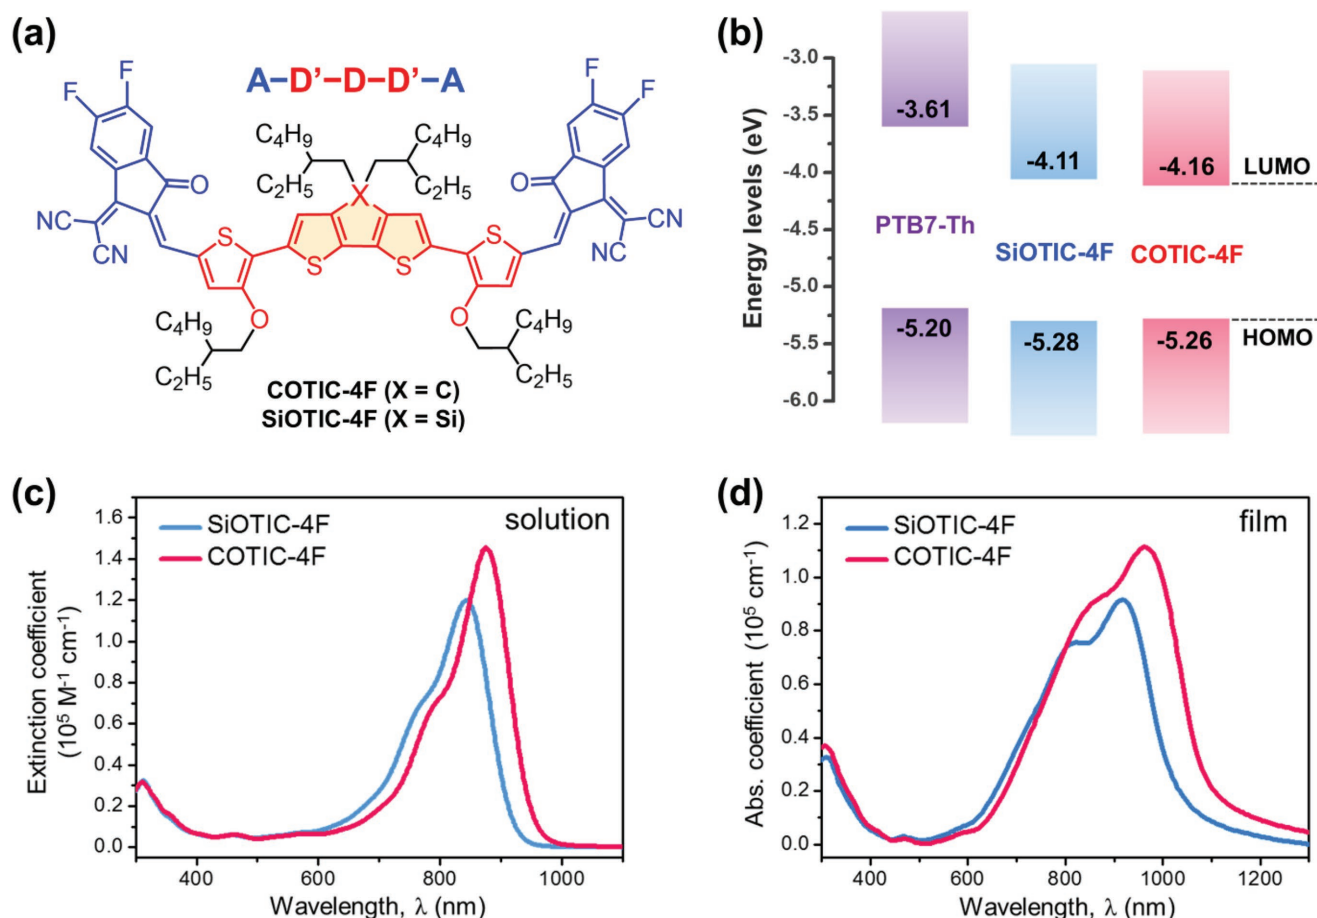 (a)
A–D'–D–D'–A
F
F
F
F
C₄H₉
C₄H₉
C₂H₅
C₂H₅
X
O
O
NC
CN
CN
NC
S
S
S
S
O
O
C₄H₉
C₄H₉
C₂H₅
C₂H₅
COTIC-4F (X = C)
SiOTIC-4F (X = Si)
(b)
Energy levels (eV)
-3.0
-3.5
-4.0
-4.5
-5.0
-5.5
-6.0
-3.61
-4.11
-4.16
LUMO
PTB7-Th
SiOTIC-4F
COTIC-4F
-5.20
-5.28
-5.26
HOMO
(c)
Extinction coefficient
(10⁵ M⁻¹ cm⁻¹)
1.6
1.4
1.2
1.0
0.8
0.6
0.4
0.2
0.0
SiOTIC-4F
COTIC-4F
solution
400 600 800 1000
Wavelength, λ (nm)
(d)
Abs. coefficient (10⁵ cm⁻¹)
1.2
1.0
0.8
0.6
0.4
0.2
0.0
SiOTIC-4F
COTIC-4F
film
400 600 800 1000 1200
Wavelength, λ (nm)